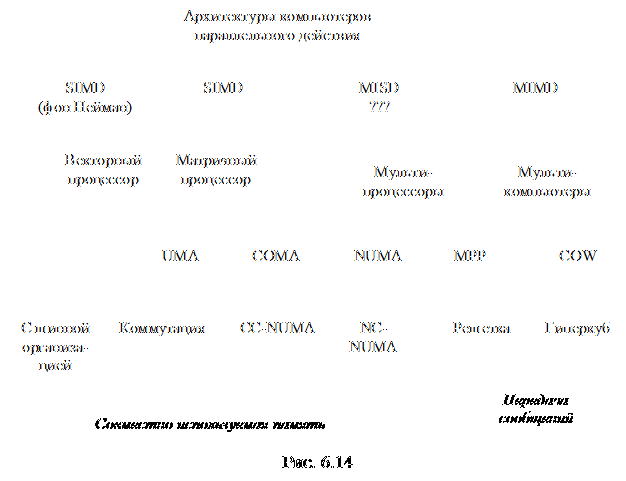 Архитектуры компьютеров
параллельного действия
SIMD SIMD MISD MIMD
(фон Нейман) ???
Векторный Матричный
процессор процессор
Мульти- Мульти-
процессоры компьютеры
UMA COMA NUMA MPP COW
С шинной Коммутация CC-NUMA NC- Решетка Гиперкуб
организа- NUMA
цией
Передача
сообщений
Совместно используемая память
Рис. 6.14